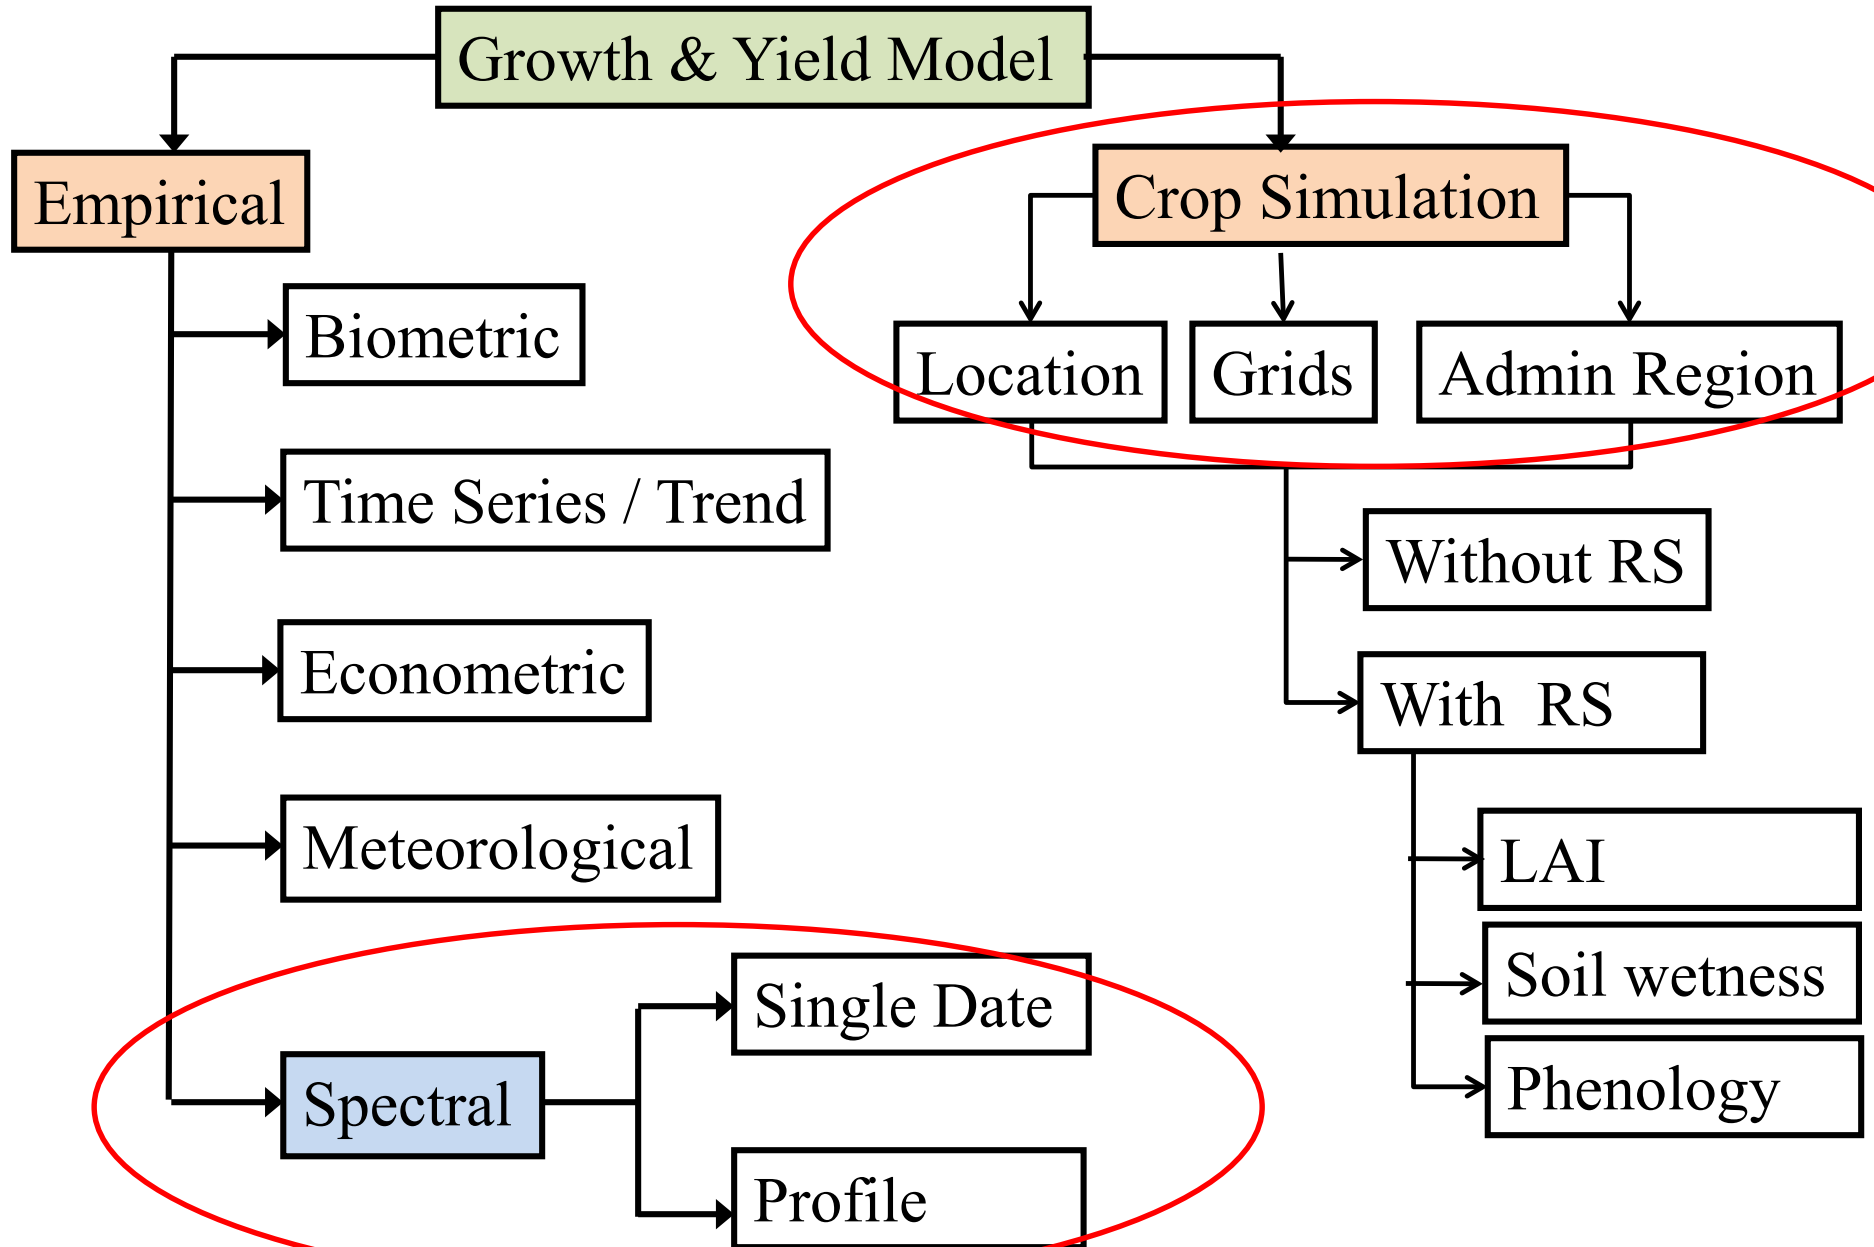 Growth & Yield Model
Empirical
Crop Simulation
Biometric
Location
Grids
Admin Region
Time Series / Trend
Without RS
Econometric
With RS
Meteorological
LAI
Soil wetness
Single Date
Phenology
Spectral
Profile